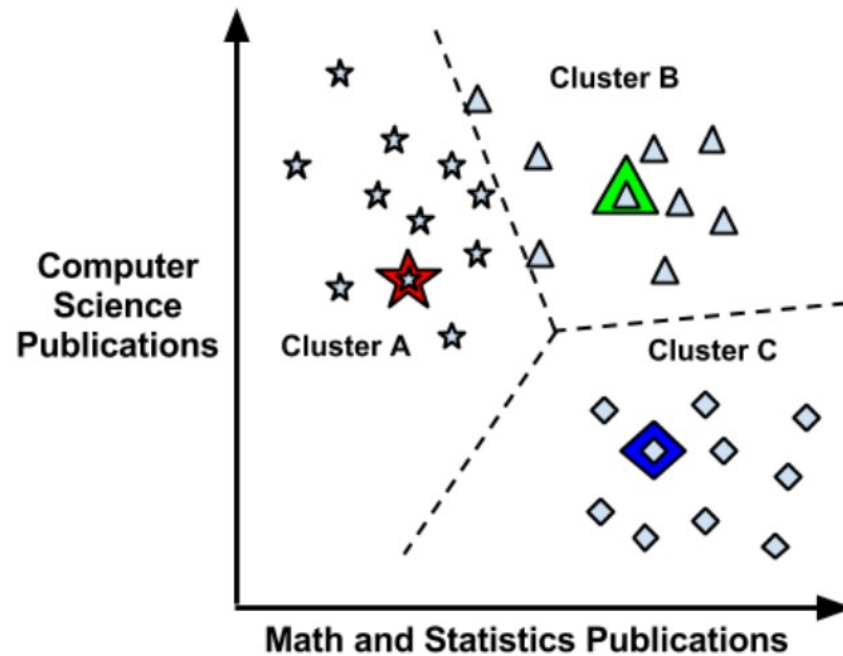 Cluster B
Computer
Science
Publications
Cluster A
Cluster C
Math and Statistics Publications